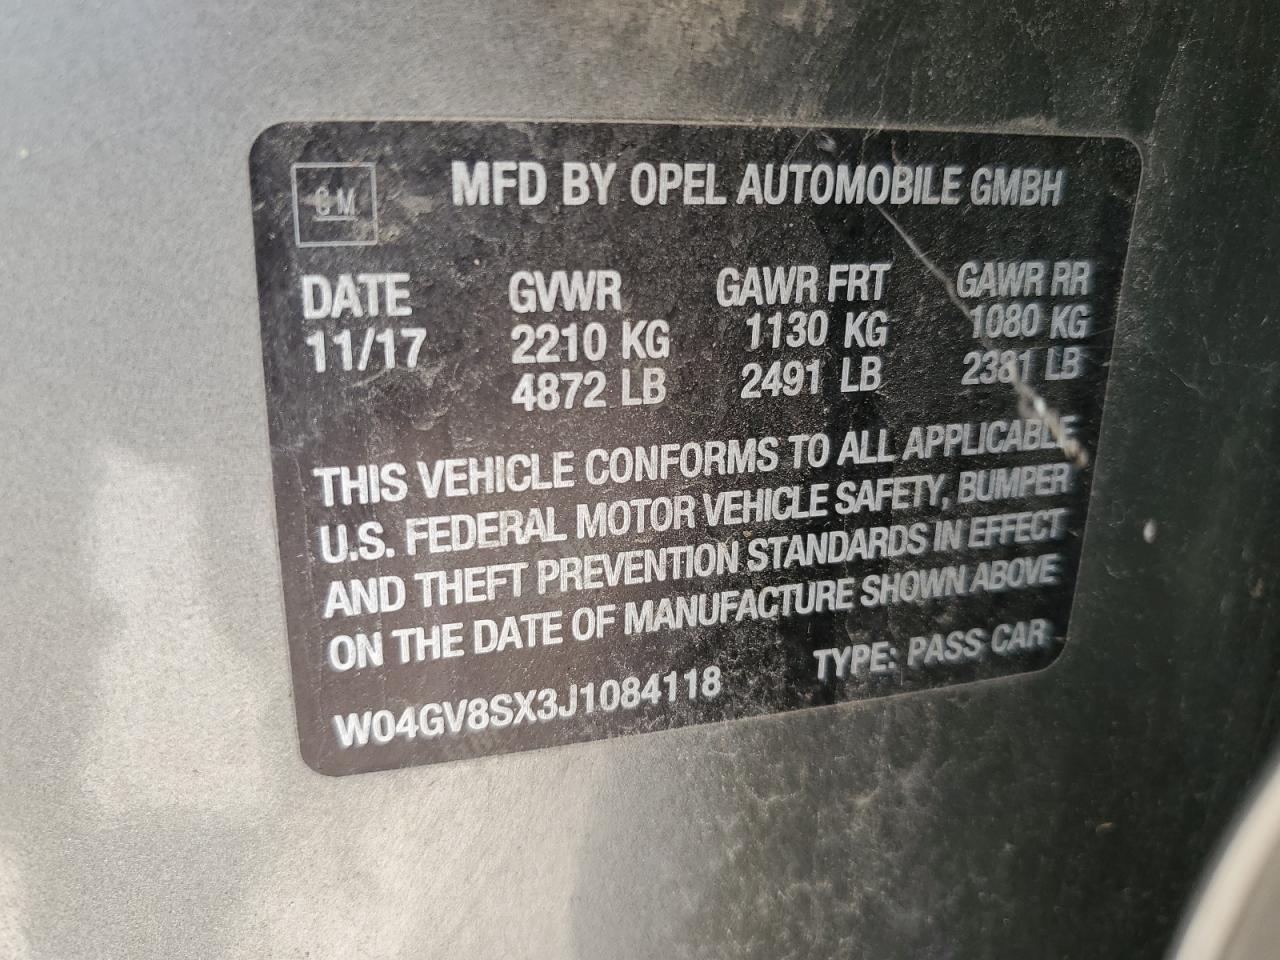 GM
MFD BY OPEL AUTOMOBILE GMBH
DATE GVWR GAWR FRT GAWR RR
11/17 2210 KG 1130 KG 1080 KG
4872 LB 2491 LB 2381 LB
THIS VEHICLE CONFORMS TO ALL APPLICABLE
U.S. FEDERAL MOTOR VEHICLE SAFETY, BUMPER
AND THEFT PREVENTION STANDARDS IN EFFECT
ON THE DATE OF MANUFACTURE SHOWN ABOVE
W04GV8SX3J1084118 TYPE: PASS CAR